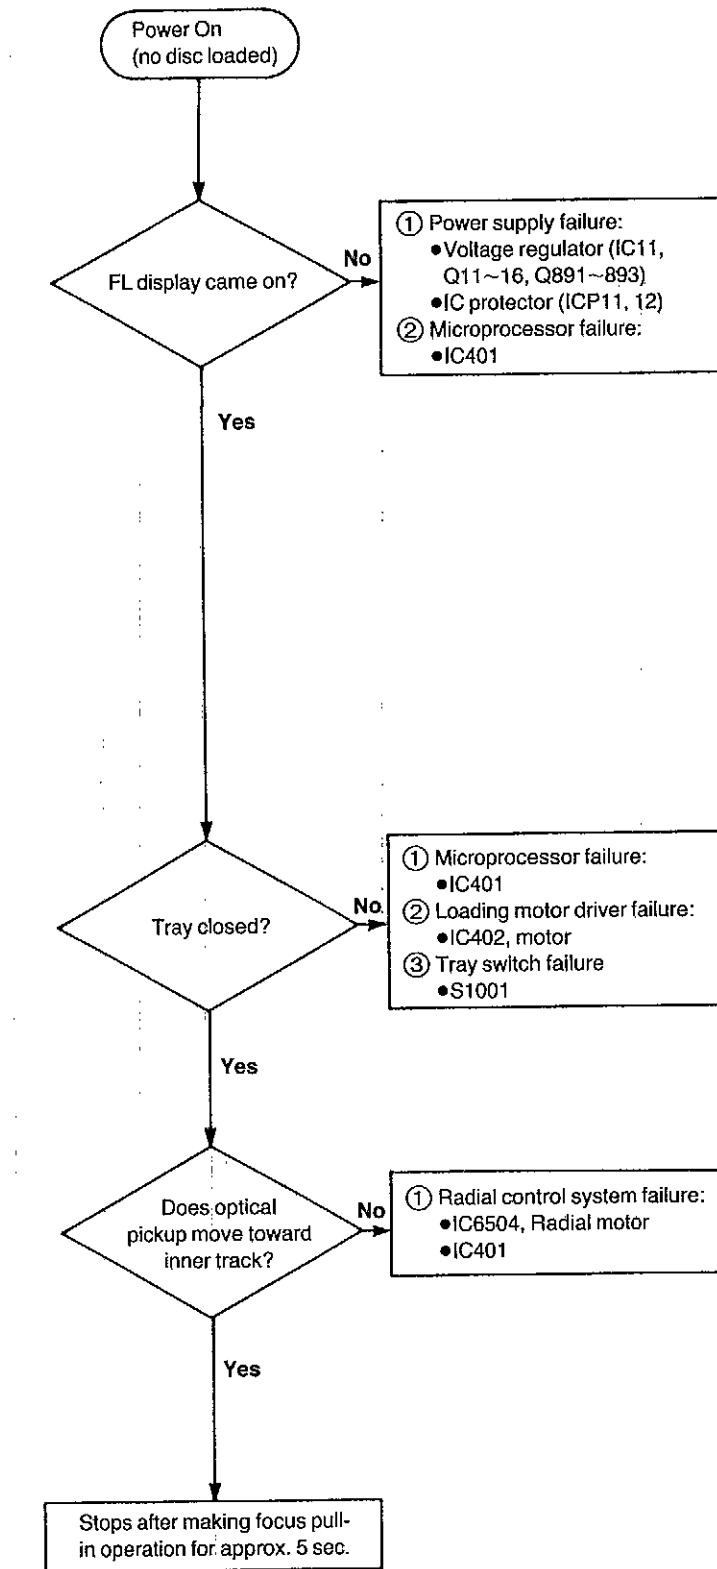 Power On
(no disc loaded)
FL display came on?
No
① Power supply failure:
●Voltage regulator (IC11,
Q11~16, Q891~893)
●IC protector (ICP11, 12)
② Microprocessor failure:
●IC401
Yes
Tray closed?
No
① Microprocessor failure:
●IC401
② Loading motor driver failure:
●IC402, motor
③ Tray switch failure
●S1001
Yes
Does optical
pickup move toward
inner track?
No
① Radial control system failure:
●IC6504, Radial motor
●IC401
Yes
Stops after making focus pull-
in operation for approx. 5 sec.